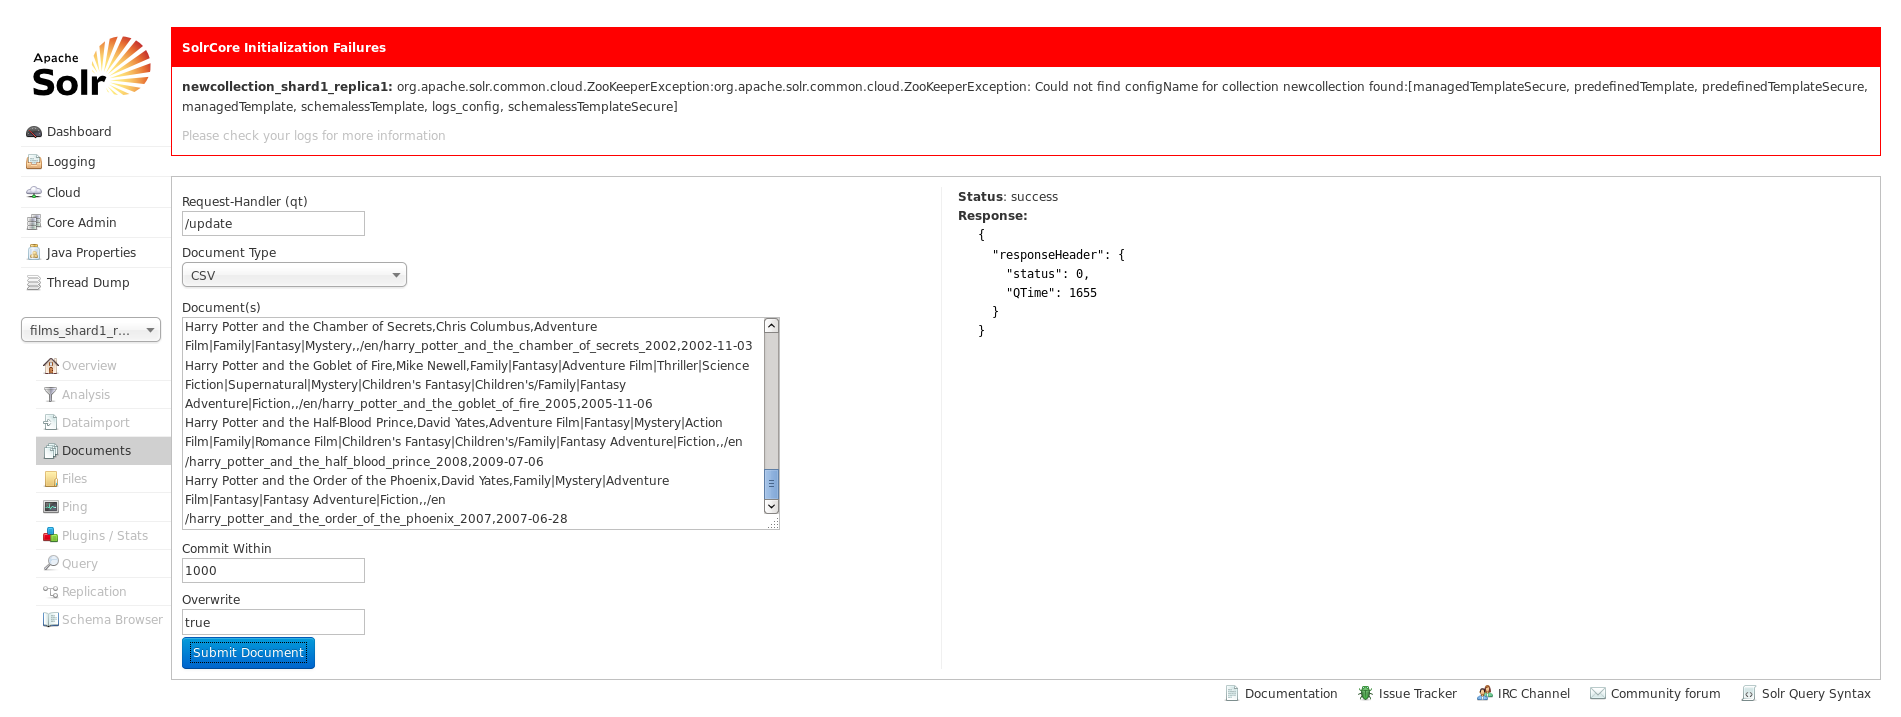 SolrCore Initialization Failures
newcollection_shard1_replica1: org.apache.solr.common.cloud.ZooKeeperException:org.apache.solr.common.cloud.ZooKeeperException: Could not find configName for collection newcollection found:[managedTemplateSecure, predefinedTemplate, predefinedTemplateSecure,
managedTemplate, schemalessTemplate, logs_config, schemalessTemplateSecure]
Please check your logs for more information
Apache
Solr
Dashboard
Logging
Cloud
Core Admin
Java Properties
Thread Dump
films_shard1_r...
Overview
Analysis
Dataimport
Documents
Files
Ping
Plugins / Stats
Query
Replication
Schema Browser
Request-Handler (qt)
/update
Document Type
CSV
Document(s)
Harry Potter and the Chamber of Secrets,Chris Columbus,Adventure
Film|Family|Fantasy|Mystery,,/en/harry_potter_and_the_chamber_of_secrets_2002,2002-11-03
Harry Potter and the Goblet of Fire,Mike Newell,Family|Fantasy|Adventure Film|Thriller|Science
Fiction|Supernatural|Mystery|Children's Fantasy|Children's/Family|Fantasy
Adventure|Fiction,,/en/harry_potter_and_the_goblet_of_fire_2005,2005-11-06
Harry Potter and the Half-Blood Prince,David Yates,Adventure Film|Fantasy|Mystery|Action
Film|Family|Romance Film|Children's Fantasy|Children's/Family|Fantasy Adventure|Fiction,,/en
/harry_potter_and_the_half_blood_prince_2008,2009-07-06
Harry Potter and the Order of the Phoenix,David Yates,Family|Mystery|Adventure
Film|Fantasy|Fantasy Adventure|Fiction,,/en
/harry_potter_and_the_order_of_the_phoenix_2007,2007-06-28
Commit Within
1000
Overwrite
true
Submit Document
Status: success
Response:
{
"responseHeader": {
"status": 0,
"QTime": 1655
}
}
Documentation
Issue Tracker
IRC Channel
Community forum
Solr Query Syntax